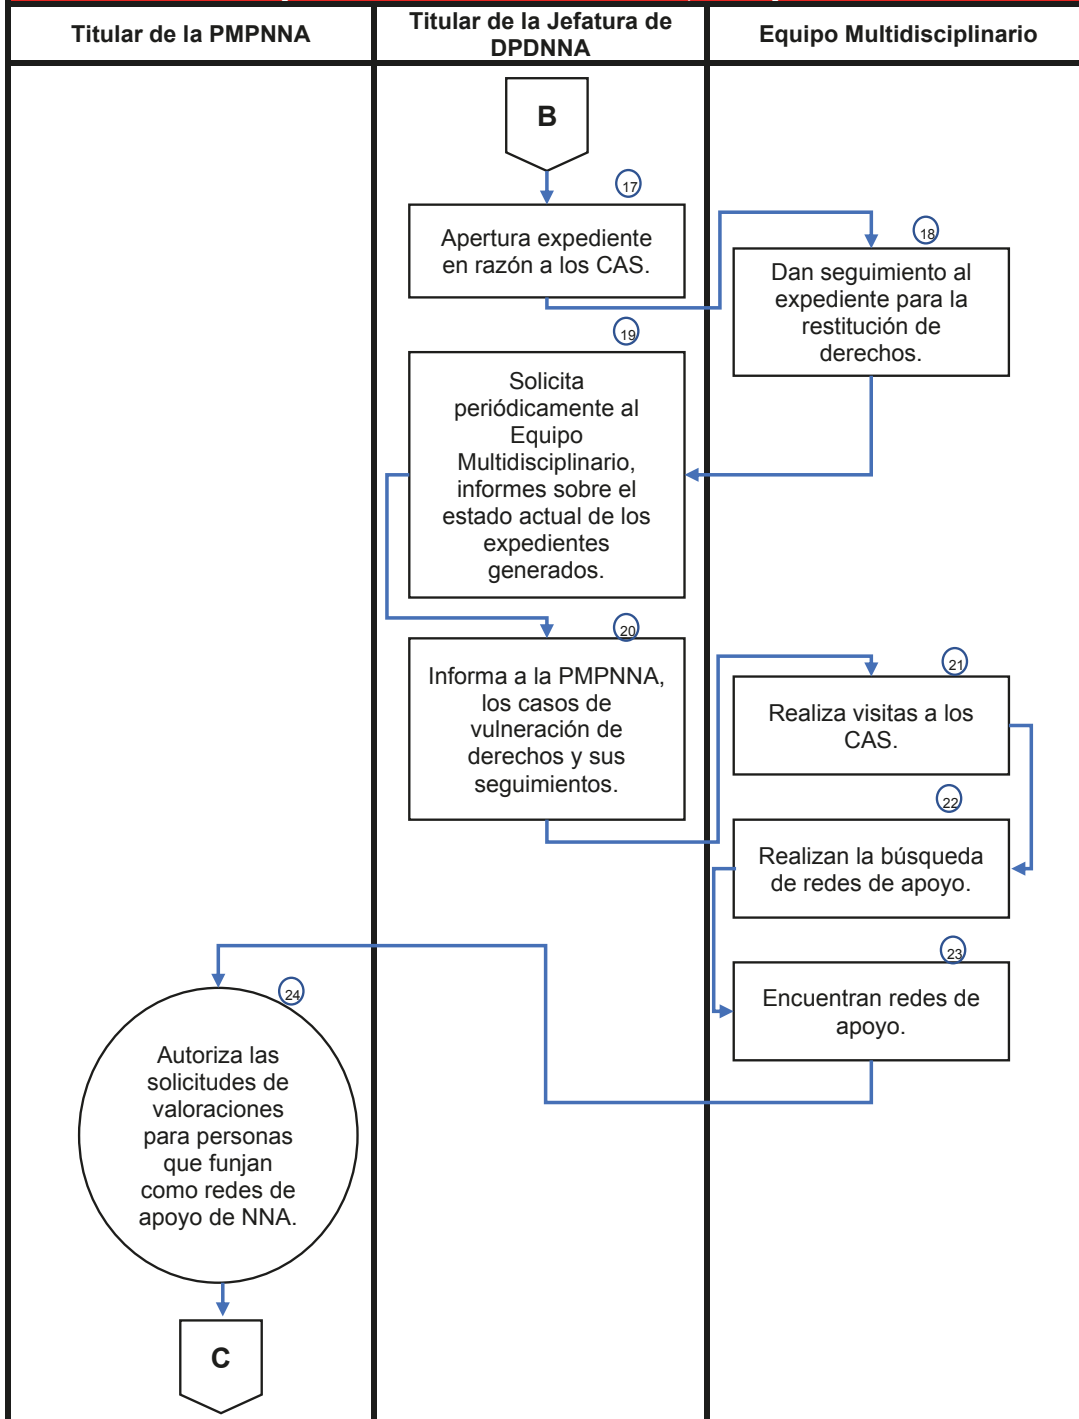 Titular de la PMPNNA
Titular de la Jefatura de
DPDNNA
Equipo Multidisciplinario
B
17
Apertura expediente
en razón a los CAS.
18
Dan seguimiento al
expediente para la
restitución de
derechos.
19
Solicita
periódicamente al
Equipo
Multidisciplinario,
informes sobre el
estado actual de los
expedientes
generados.
20
Informa a la PMPNNA,
los casos de
vulneración de
derechos y sus
seguimientos.
21
Realiza visitas a los
CAS.
22
Realizan la búsqueda
de redes de apoyo.
23
Encuentran redes de
apoyo.
24
Autoriza las
solicitudes de
valoraciones
para personas
que funjan
como redes de
apoyo de NNA.
C